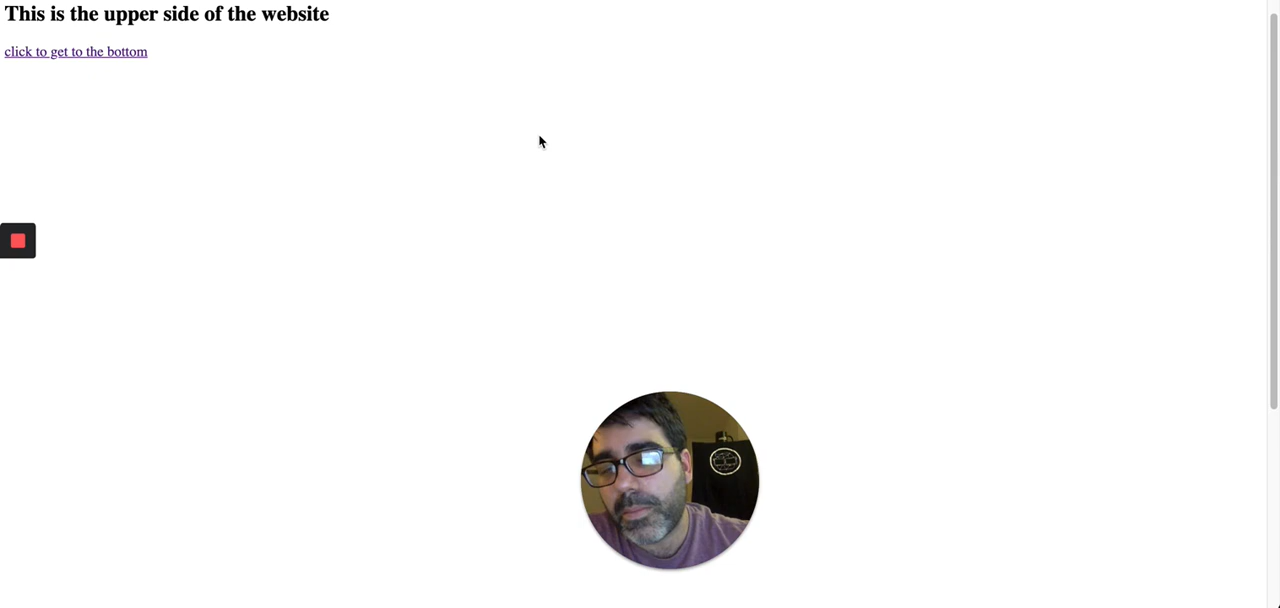 This is the upper side of the website
click to get to the bottom